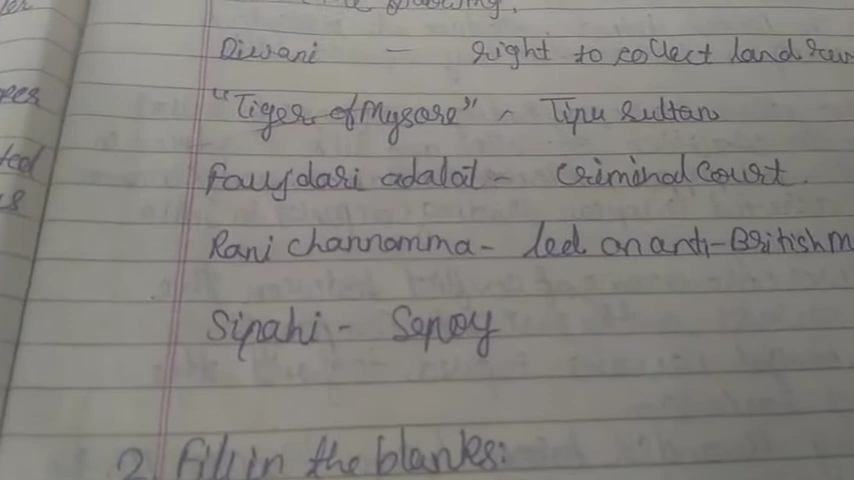 Diwani - right to collect land
"Tiger of Mysore" - Tipu Sultan
Faujdari adalat - Criminal Court.
Rani Channamma - led an anti-British
Sipahi - Sepoy
2. Fill in the blanks: